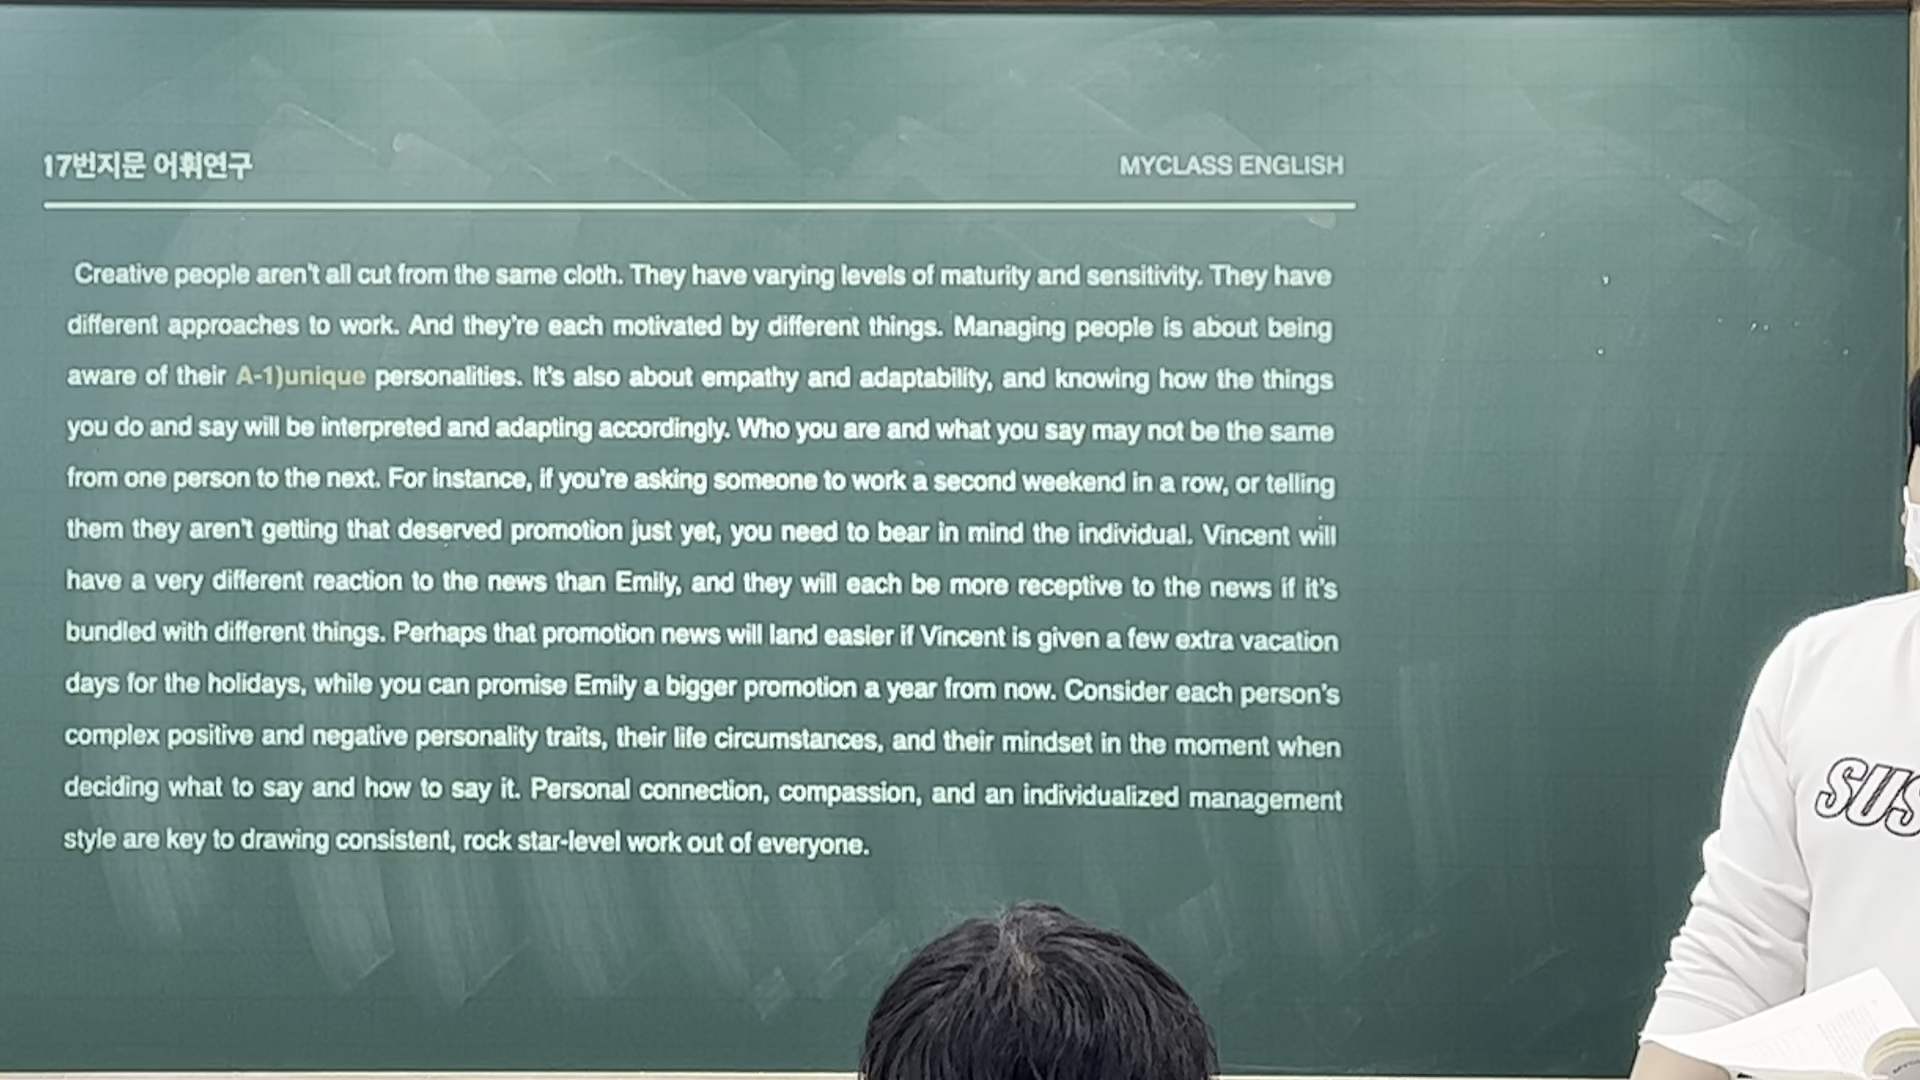 17번지문 어휘연구
MYCLASS ENGLISH
Creative people aren't all cut from the same cloth. They have varying levels of maturity and sensitivity. They have
different approaches to work. And they're each motivated by different things. Managing people is about being
aware of their A-1)unique personalities. It's also about empathy and adaptability, and knowing how the things
you do and say will be interpreted and adapting accordingly. Who you are and what you say may not be the same
from one person to the next. For instance, if you're asking someone to work a second weekend in a row, or telling
them they aren't getting that deserved promotion just yet, you need to bear in mind the individual. Vincent will
have a very different reaction to the news than Emily, and they will each be more receptive to the news if it's
bundled with different things. Perhaps that promotion news will land easier if Vincent is given a few extra vacation
days for the holidays, while you can promise Emily a bigger promotion a year from now. Consider each person's
complex positive and negative personality traits, their life circumstances, and their mindset in the moment when
deciding what to say and how to say it. Personal connection, compassion, and an individualized management
style are key to drawing consistent, rock star-level work out of everyone.
SUS